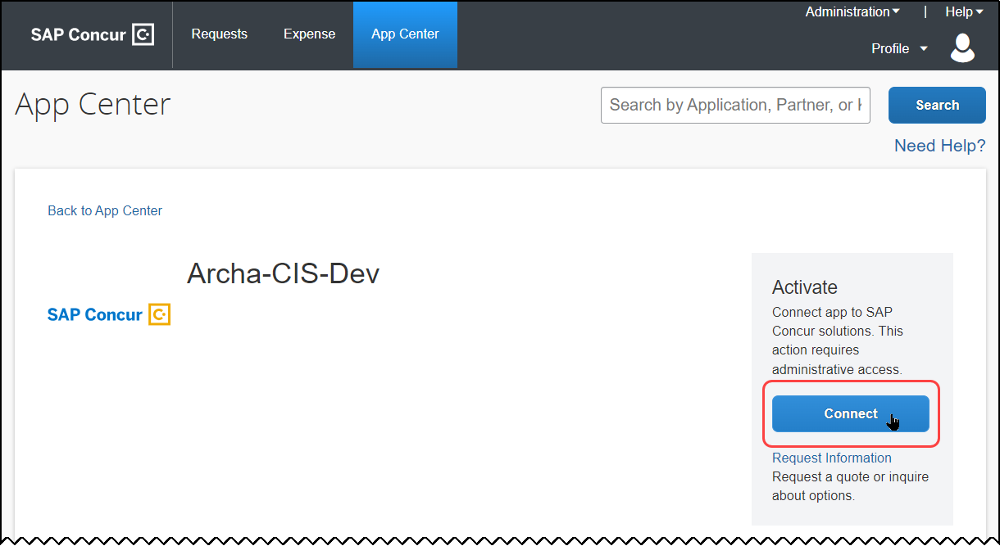 Administration | Help
SAP Concur C
Requests
Expense
App Center
Profile
App Center
Search by Application, Partner, or
Search
Need Help?
Back to App Center
Archa-CIS-Dev
SAP Concur C
Activate
Connect app to SAP
Concur solutions. This
action requires
administrative access.
Connect
Request Information
Request a quote or inquire
about options.